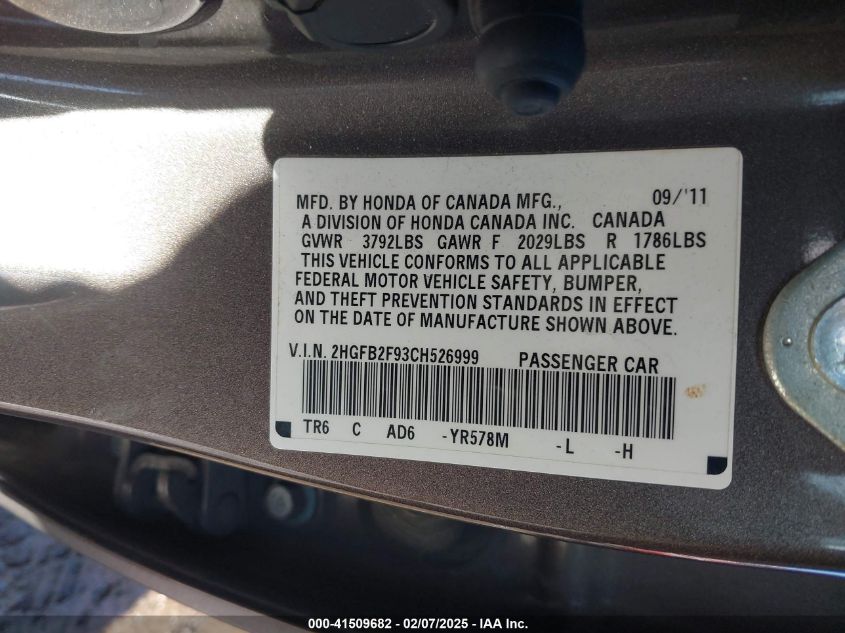 MFD. BY HONDA OF CANADA MFG., 09/'11
A DIVISION OF HONDA CANADA INC. CANADA
GVWR 3792LBS GAWR F 2029LBS R 1786LBS
THIS VEHICLE CONFORMS TO ALL APPLICABLE
FEDERAL MOTOR VEHICLE SAFETY, BUMPER,
AND THEFT PREVENTION STANDARDS IN EFFECT
ON THE DATE OF MANUFACTURE SHOWN ABOVE.
V.I.N. 2HGFB2F93CH526999 PASSENGER CAR
TR6 C AD6 -YR578M -L -H
000-41509682 - 02/07/2025 - IAA Inc.